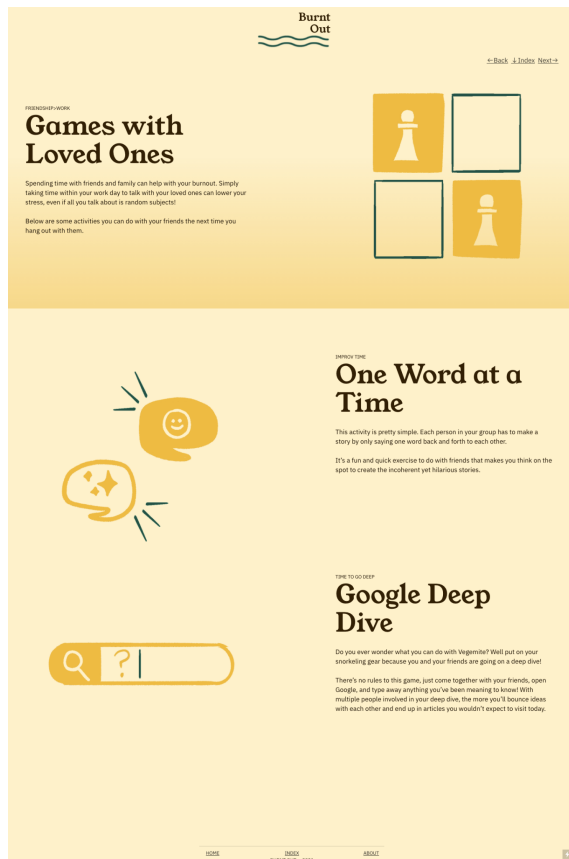 Burnt
Out
←Back ↓Index Next→
FRIENDSHIP>WORK
Games with
Loved Ones
Spending time with friends and family can help with your burnout. Simply
taking time within your work day to talk with your loved ones can lower your
stress, even if all you talk about is random subjects!
Below are some activities you can do with your friends the next time you
hang out with them.
IMPROV TIME
One Word at a
Time
This activity is pretty simple. Each person in your group has to make a
story by only saying one word back and forth to each other.
It's a fun and quick exercise to do with friends that makes you think on the
spot to create the incoherent yet hilarious stories.
?
TIME TO GO DEEP
Google Deep
Dive
Do you ever wonder what you can do with Vegemite? Well put on your
snorkeling gear because you and your friends are going on a deep dive!
There's no rules to this game, just come together with your friends, open
Google, and type away anything you've been meaning to know! With
multiple people involved in your deep dive, the more you'll bounce ideas
with each other and end up in articles you wouldn't expect to visit today.
HOME INDEX ABOUT